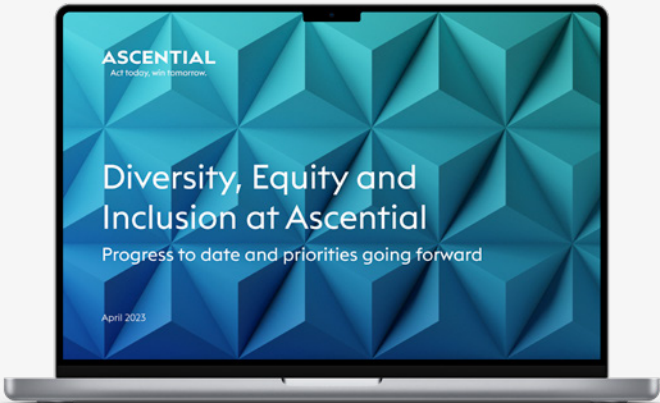 ASCENTIAL
Act today, win tomorrow.
Diversity, Equity and
Inclusion at Ascential
Progress to date and priorities going forward
April 2023